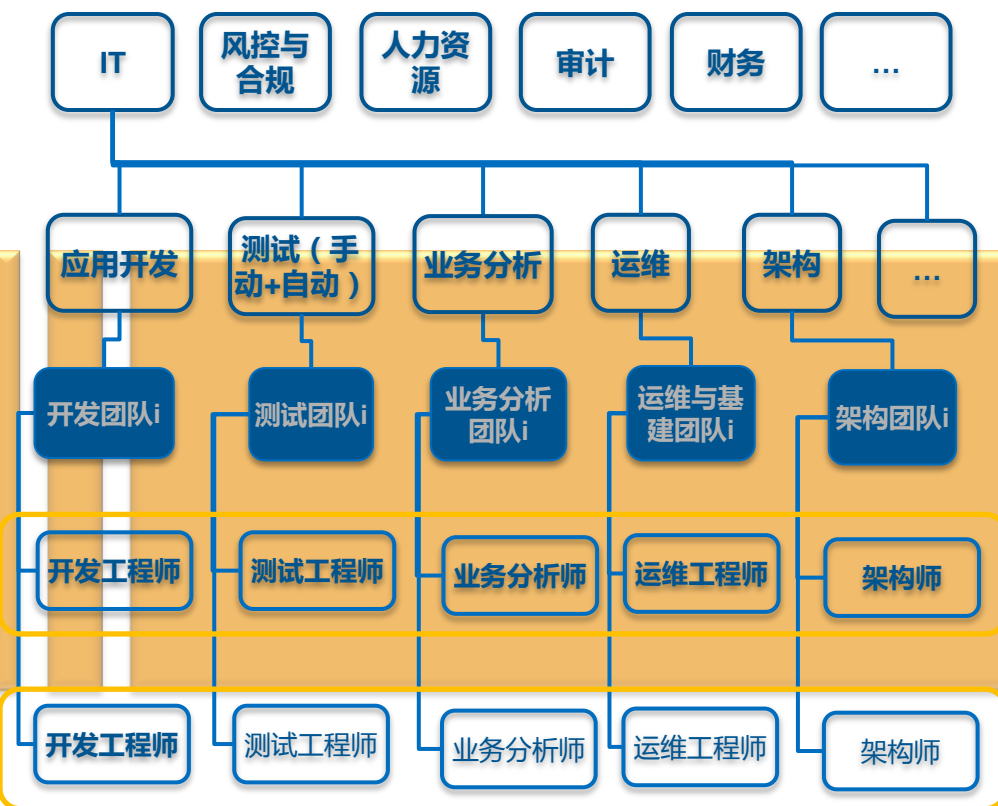 IT
风控与
合规
人力资
源
审计
财务
...
应用开发
测试（手
动+自动）
业务分析
运维
架构
...
开发团队i
测试团队i
业务分析
团队i
运维与基
建团队i
架构团队i
开发工程师
测试工程师
业务分析师
运维工程师
架构师
开发工程师
测试工程师
业务分析师
运维工程师
架构师